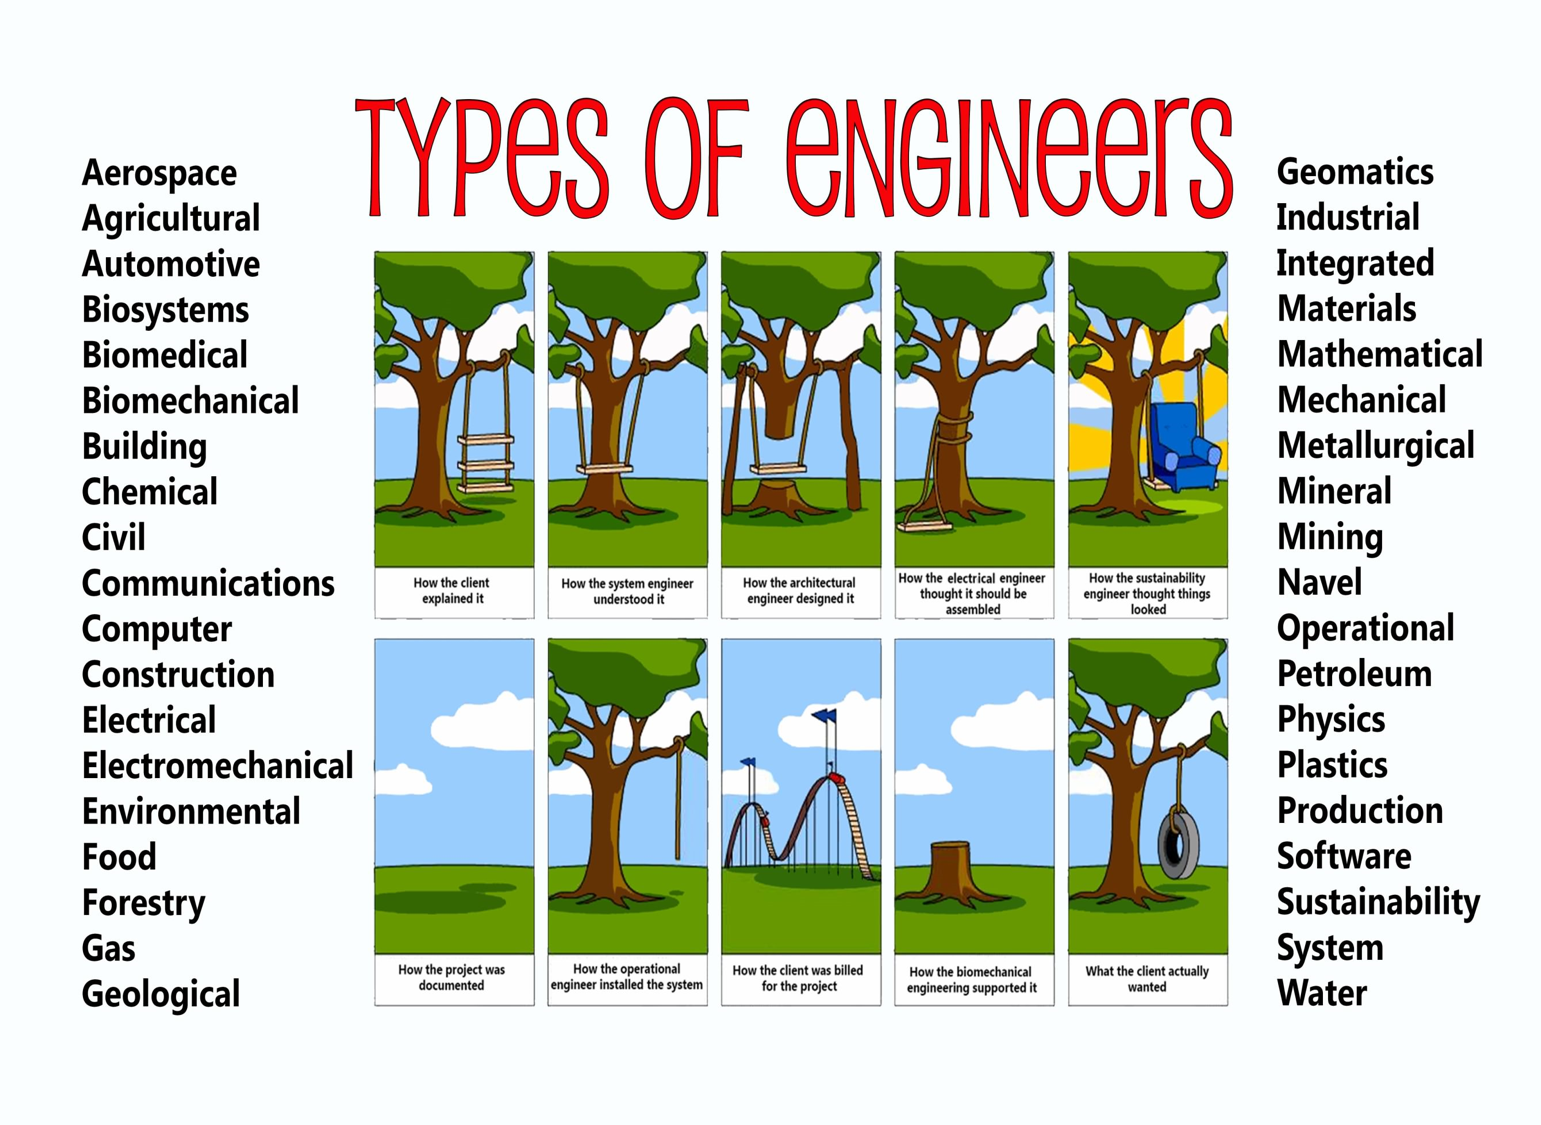 TYPes OF eNGINeerS
Aerospace
Agricultural
Automotive
Biosystems
Biomedical
Biomechanical
Building
Chemical
Civil
Communications
Computer
Construction
Electrical
Electromechanical
Environmental
Food
Forestry
Gas
Geological
How the client
explained it
How the system engineer
understood it
How the architectural
engineer designed it
How the electrical engineer
thought it should be
assembled
How the sustainability
engineer thought things
looked
How the project was
documented
How the operational
engineer installed the system
How the client was billed
for the project
How the biomechanical
engineering supported it
What the client actually
wanted
Geomatics
Industrial
Integrated
Materials
Mathematical
Mechanical
Metallurgical
Mineral
Mining
Navel
Operational
Petroleum
Physics
Plastics
Production
Software
Sustainability
System
Water